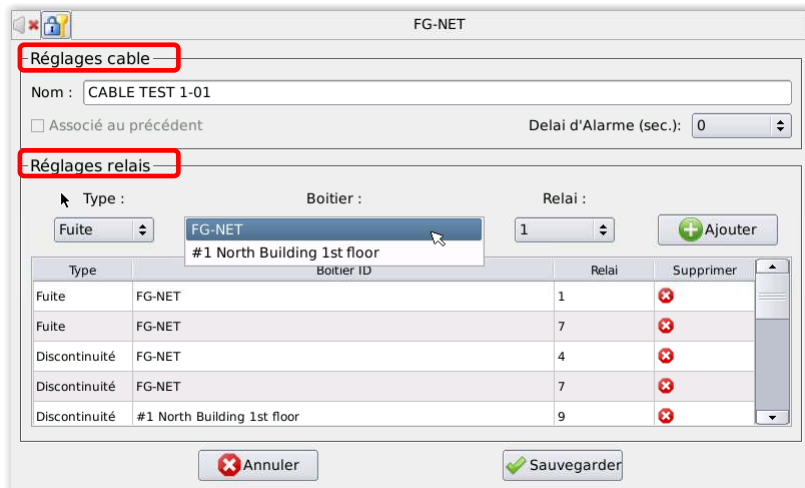 FG-NET
Réglages cable
Nom : CABLE TEST 1-01
Associé au précédent Delai d'Alarme (sec.): 0
Réglages relais
Type : Boitier : Relai :
Fuite FG-NET 1 Ajouter
#1 North Building 1st floor
Type Boitier ID Relai Supprimer
Fuite FG-NET 1
Fuite FG-NET 7
Discontinuité FG-NET 4
Discontinuité FG-NET 7
Discontinuité #1 North Building 1st floor 9
Annuler Sauvegarder